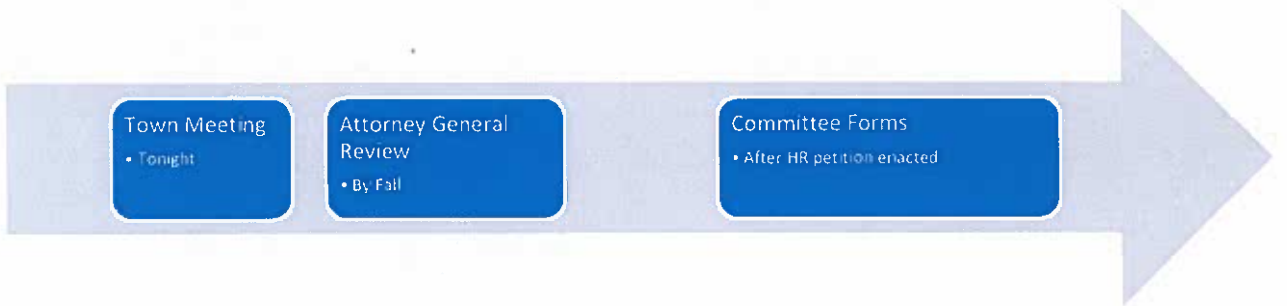 Town Meeting
• Tonight
Attorney General
Review
• By Fall
Committee Forms
• After HR petition enacted